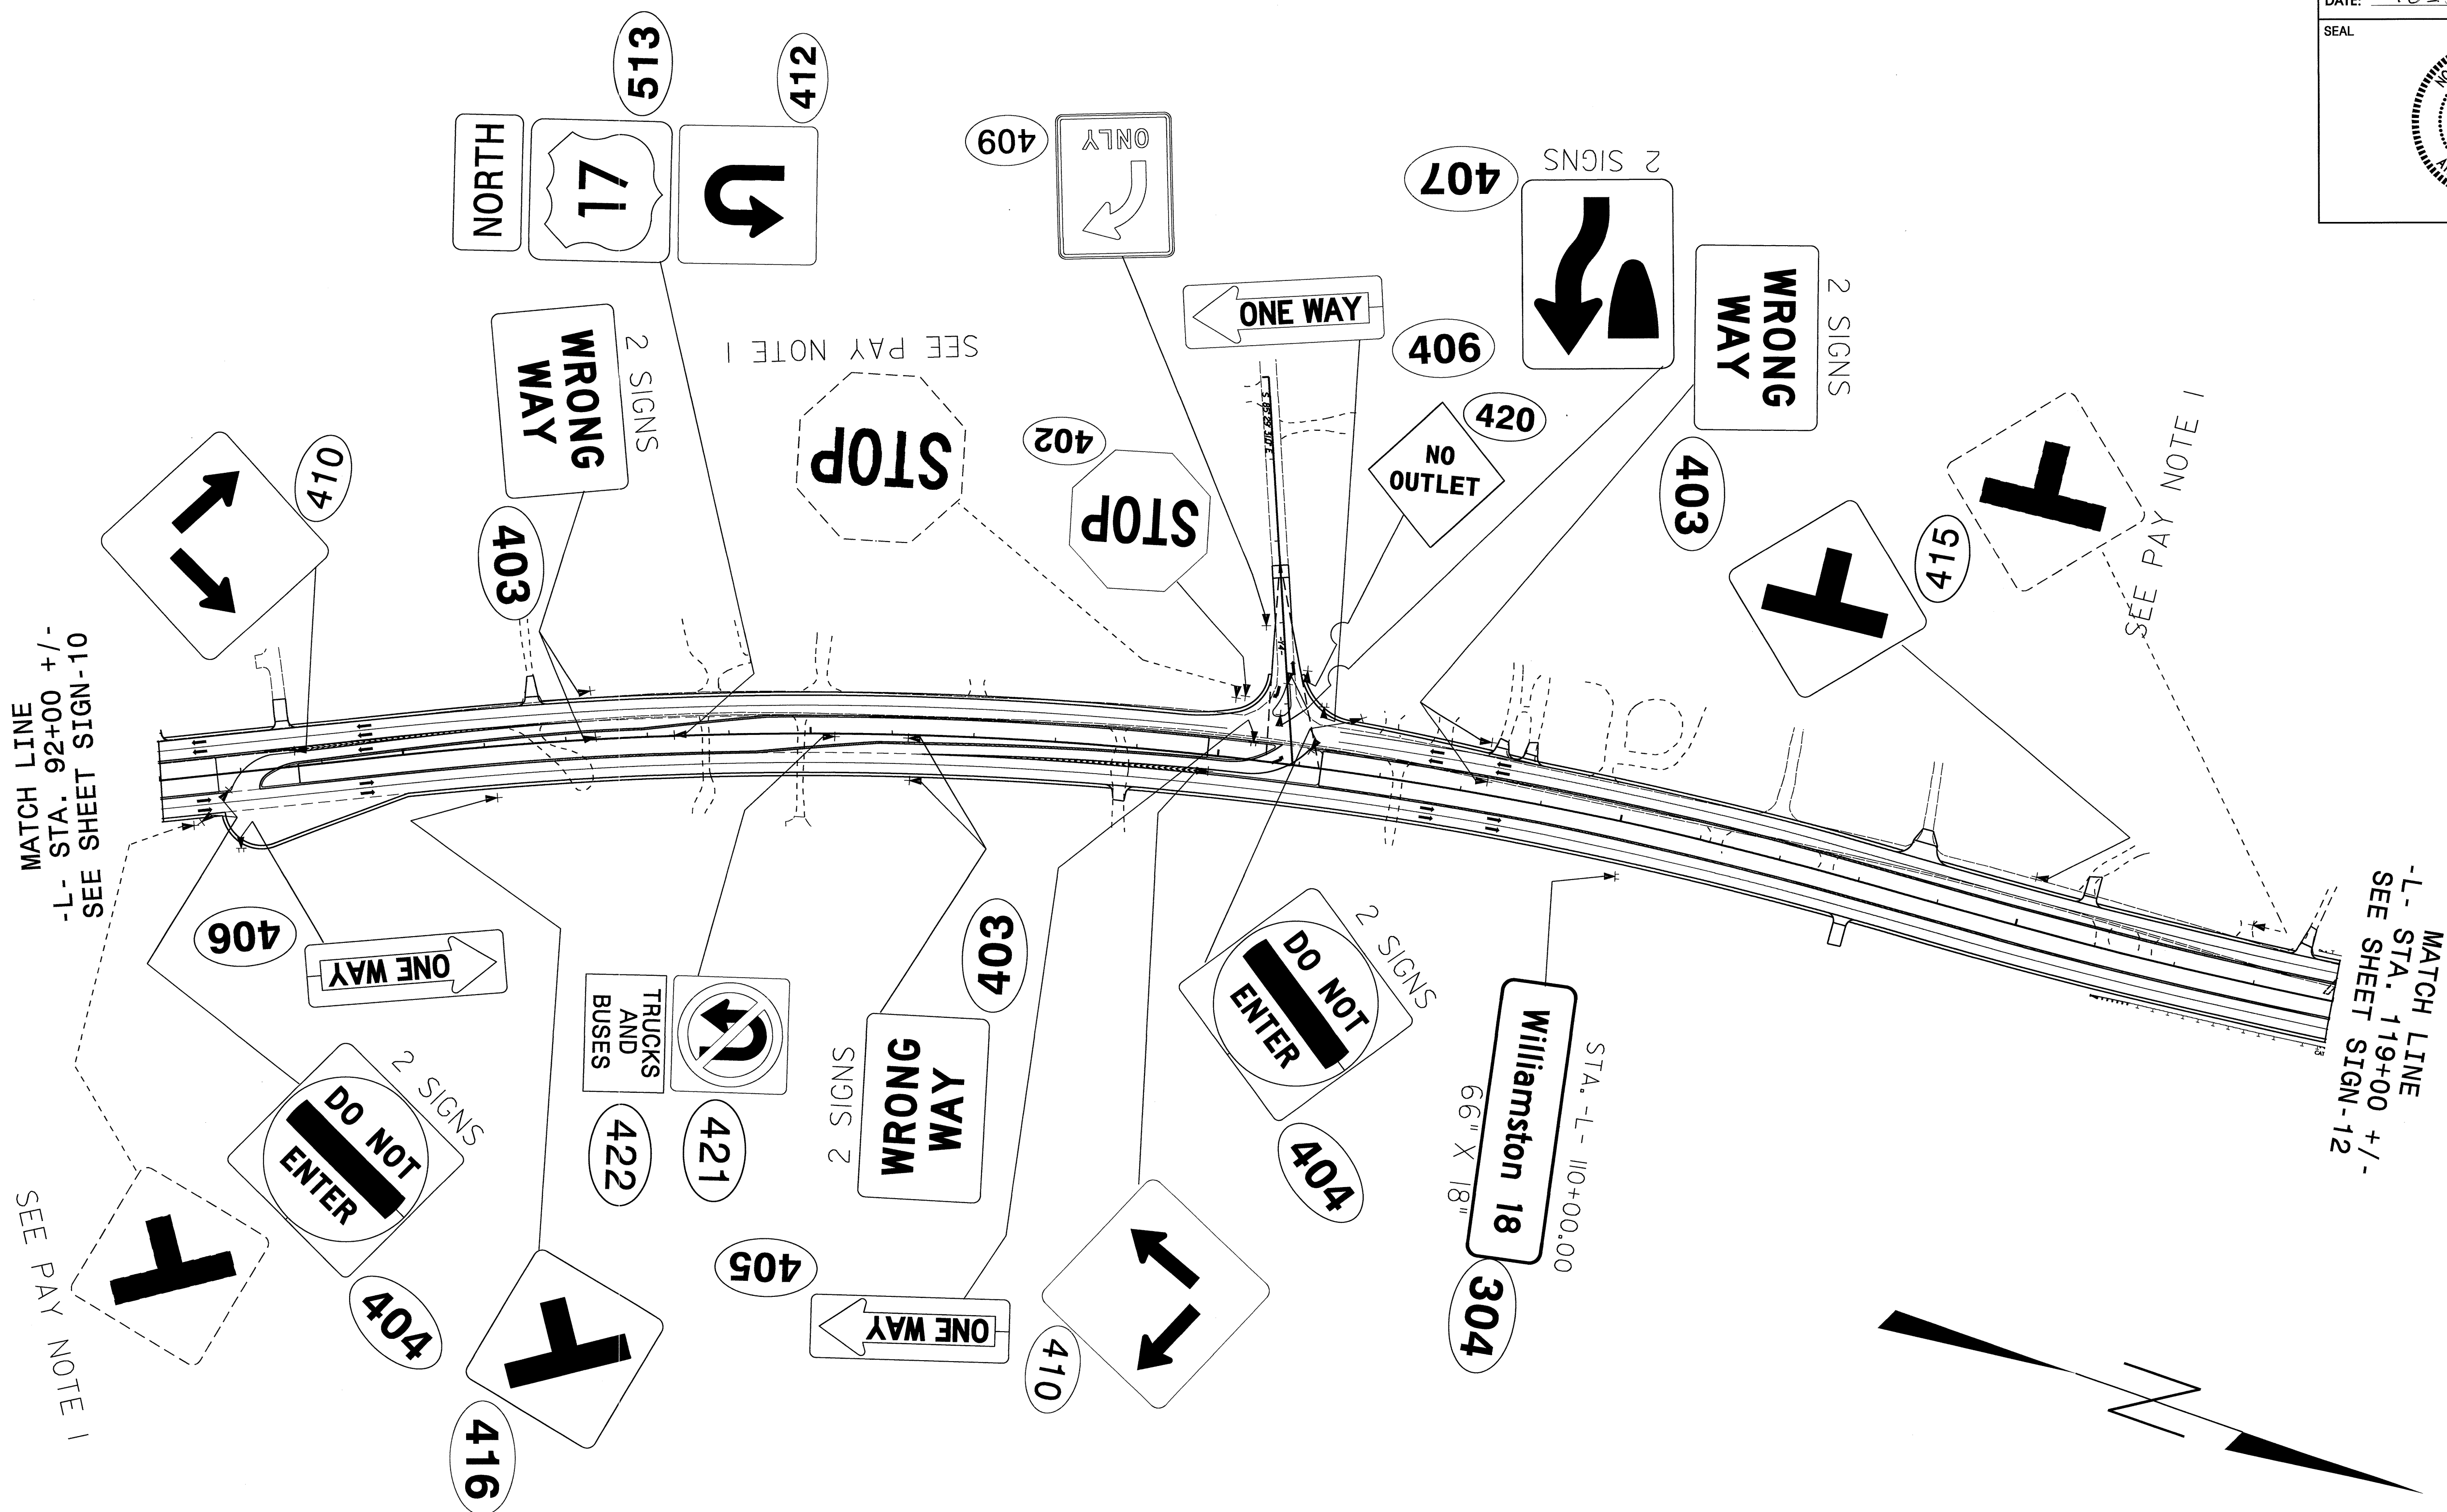 DATE:
SEAL
513
412
NORTH
17
409
ONLY
407
2 SIGNS
WRONG
WAY
2 SIGNS
403
ONE WAY
406
420
NO
OUTLET
WRONG
WAY
2 SIGNS
403
SEE PAY NOTE 1
STOP
402
STOP
410
415
SEE PAY NOTE 1
-Y4-
MATCH LINE
-L- STA. 92+00 +/-
SEE SHEET SIGN-10
MATCH LINE
-L- STA. 119+00 +/-
SEE SHEET SIGN-12
406
ONE WAY
2 SIGNS
DO NOT
ENTER
404
SEE PAY NOTE 1
416
TRUCKS
AND
BUSES
422
421
403
2 SIGNS
WRONG
WAY
405
ONE WAY
410
2 SIGNS
DO NOT
ENTER
404
STA. -L- 110+00.00
Williamston 18
66" X 18"
304